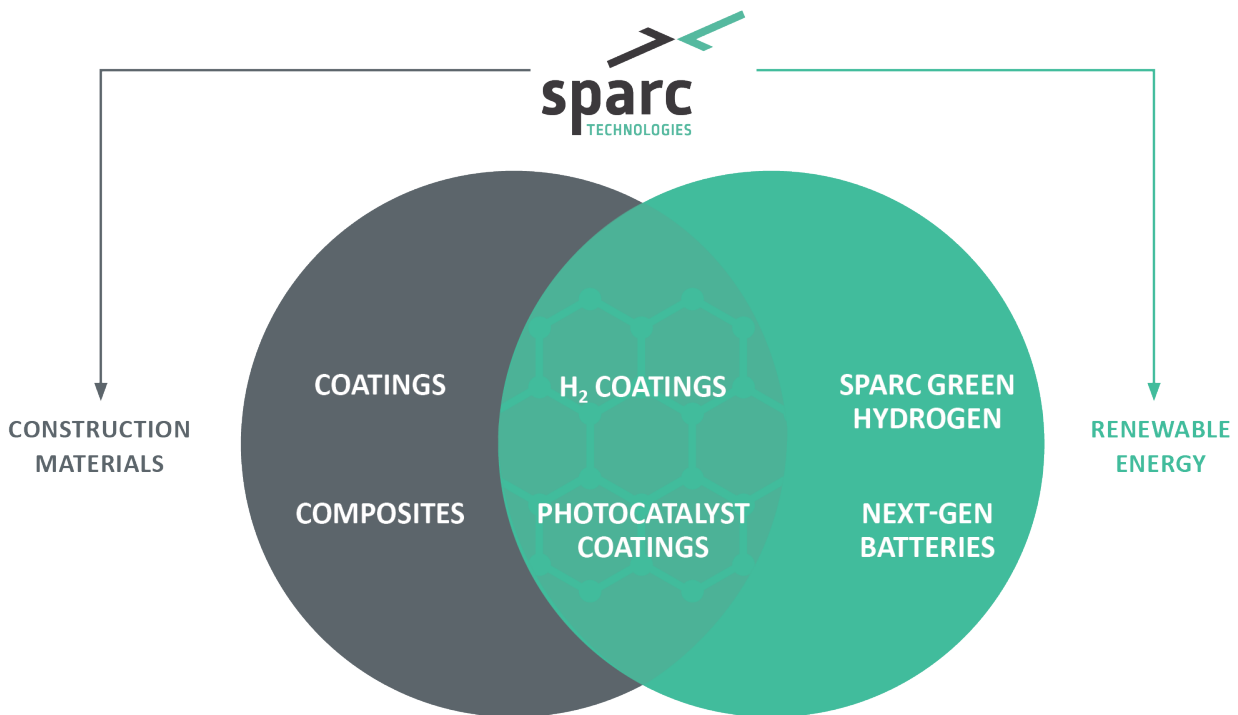 sparc
TECHNOLOGIES
CONSTRUCTION
MATERIALS
COATINGS
COMPOSITES
H₂ COATINGS
PHOTOCATALYST
COATINGS
SPARC GREEN
HYDROGEN
NEXT-GEN
BATTERIES
RENEWABLE
ENERGY